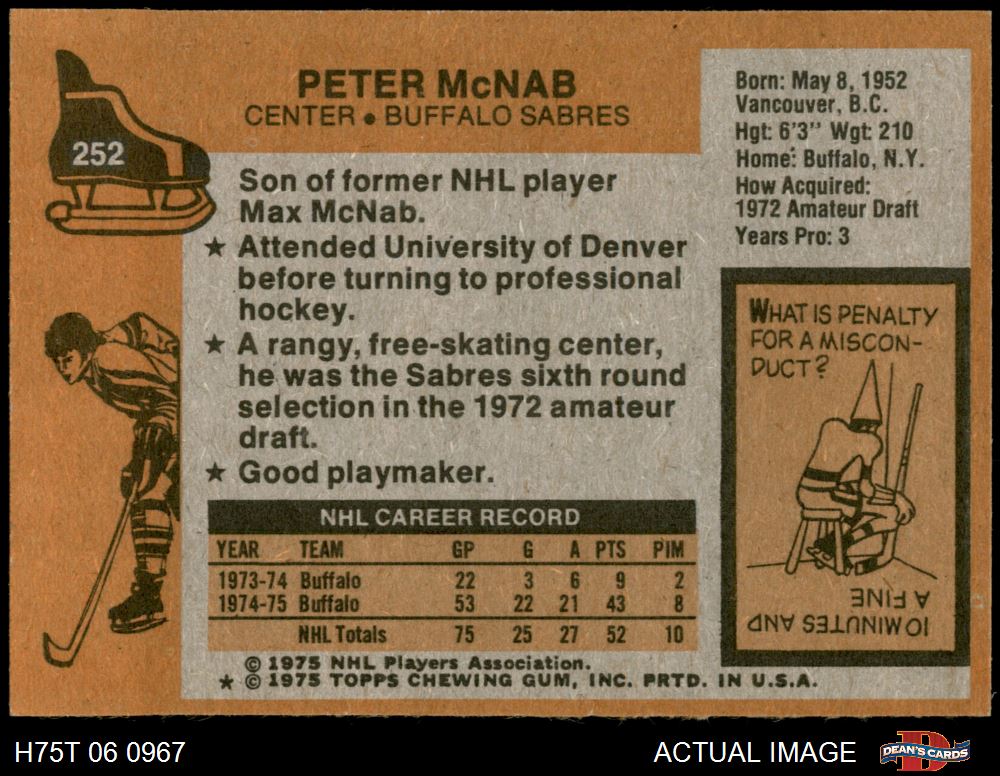 252
PETER McNAB
CENTER • BUFFALO SABRES
Born: May 8, 1952
Vancouver, B.C.
Hgt: 6'3" Wgt: 210
Home: Buffalo, N.Y.
How Acquired:
1972 Amateur Draft
Years Pro: 3
Son of former NHL player
Max McNab.
★ Attended University of Denver
before turning to professional
hockey.
★ A rangy, free-skating center,
he was the Sabres sixth round
selection in the 1972 amateur
draft.
★ Good playmaker.
NHL CAREER RECORD
YEAR TEAM GP G A PTS PIM
1973-74 Buffalo 22 3 6 9 2
1974-75 Buffalo 53 22 21 43 8
NHL Totals 75 25 27 52 10
© 1975 NHL Players Association.
★ © 1975 TOPPS CHEWING GUM, INC. PRTD. IN U.S.A.
WHAT IS PENALTY
FOR A MISCON-
DUCT?
10 MINUTES AND
A FINE
H75T 06 0967
ACTUAL IMAGE
D
DEAN'S CARDS